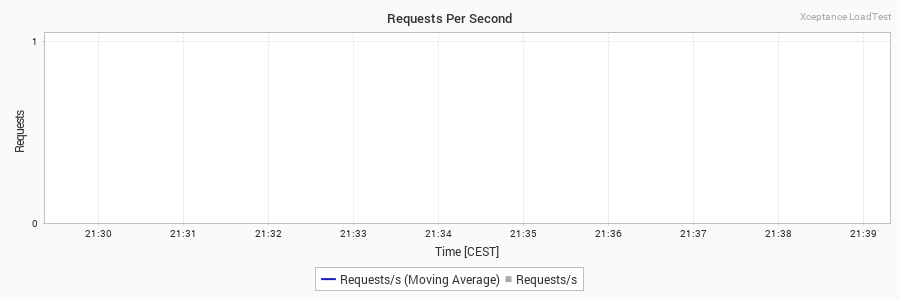 Requests Per Second
Xceptance LoadTest
1
Requests
0
21:30 21:31 21:32 21:33 21:34 21:35 21:36 21:37 21:38 21:39
Time [CEST]
Requests/s (Moving Average) Requests/s